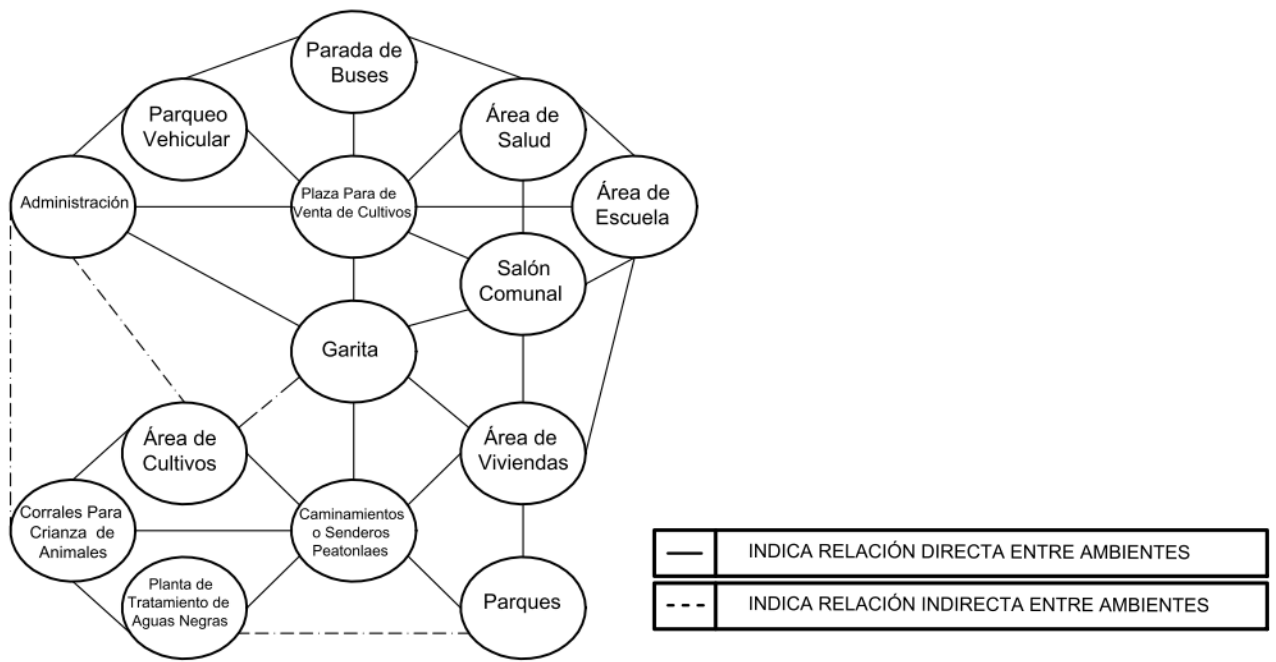 Parada de
Buses
Parqueo
Vehicular
Área de
Salud
Administración
Plaza Para de
Venta de Cultivos
Área de
Escuela
Salón
Comunal
Garita
Área de
Cultivos
Área de
Viviendas
Corrales Para
Crianza de
Animales
Caminamientos
o Senderos
Peatonlaes
Planta de
Tratamiento de
Aguas Negras
Parques
INDICA RELACIÓN DIRECTA ENTRE AMBIENTES
INDICA RELACIÓN INDIRECTA ENTRE AMBIENTES